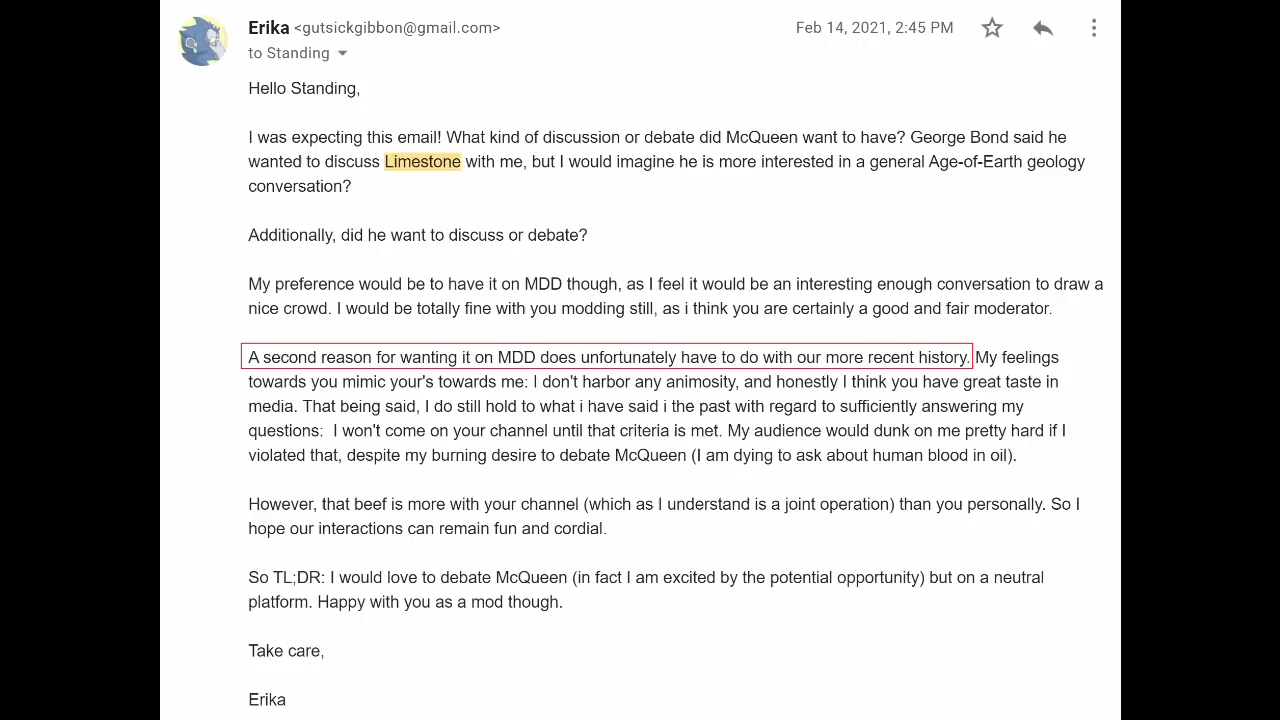 Erika <gutsickgibbon@gmail.com>
Feb 14, 2021, 2:45 PM
to Standing
Hello Standing,
I was expecting this email! What kind of discussion or debate did McQueen want to have? George Bond said he
wanted to discuss Limestone with me, but I would imagine he is more interested in a general Age-of-Earth geology
conversation?
Additionally, did he want to discuss or debate?
My preference would be to have it on MDD though, as I feel it would be an interesting enough conversation to draw a
nice crowd. I would be totally fine with you modding still, as i think you are certainly a good and fair moderator.
A second reason for wanting it on MDD does unfortunately have to do with our more recent history. My feelings
towards you mimic your's towards me: I don't harbor any animosity, and honestly I think you have great taste in
media. That being said, I do still hold to what i have said i the past with regard to sufficiently answering my
questions:  I won't come on your channel until that criteria is met. My audience would dunk on me pretty hard if I
violated that, despite my burning desire to debate McQueen (I am dying to ask about human blood in oil).
However, that beef is more with your channel (which as I understand is a joint operation) than you personally. So I
hope our interactions can remain fun and cordial.
So TL;DR: I would love to debate McQueen (in fact I am excited by the potential opportunity) but on a neutral
platform. Happy with you as a mod though.
Take care,
Erika